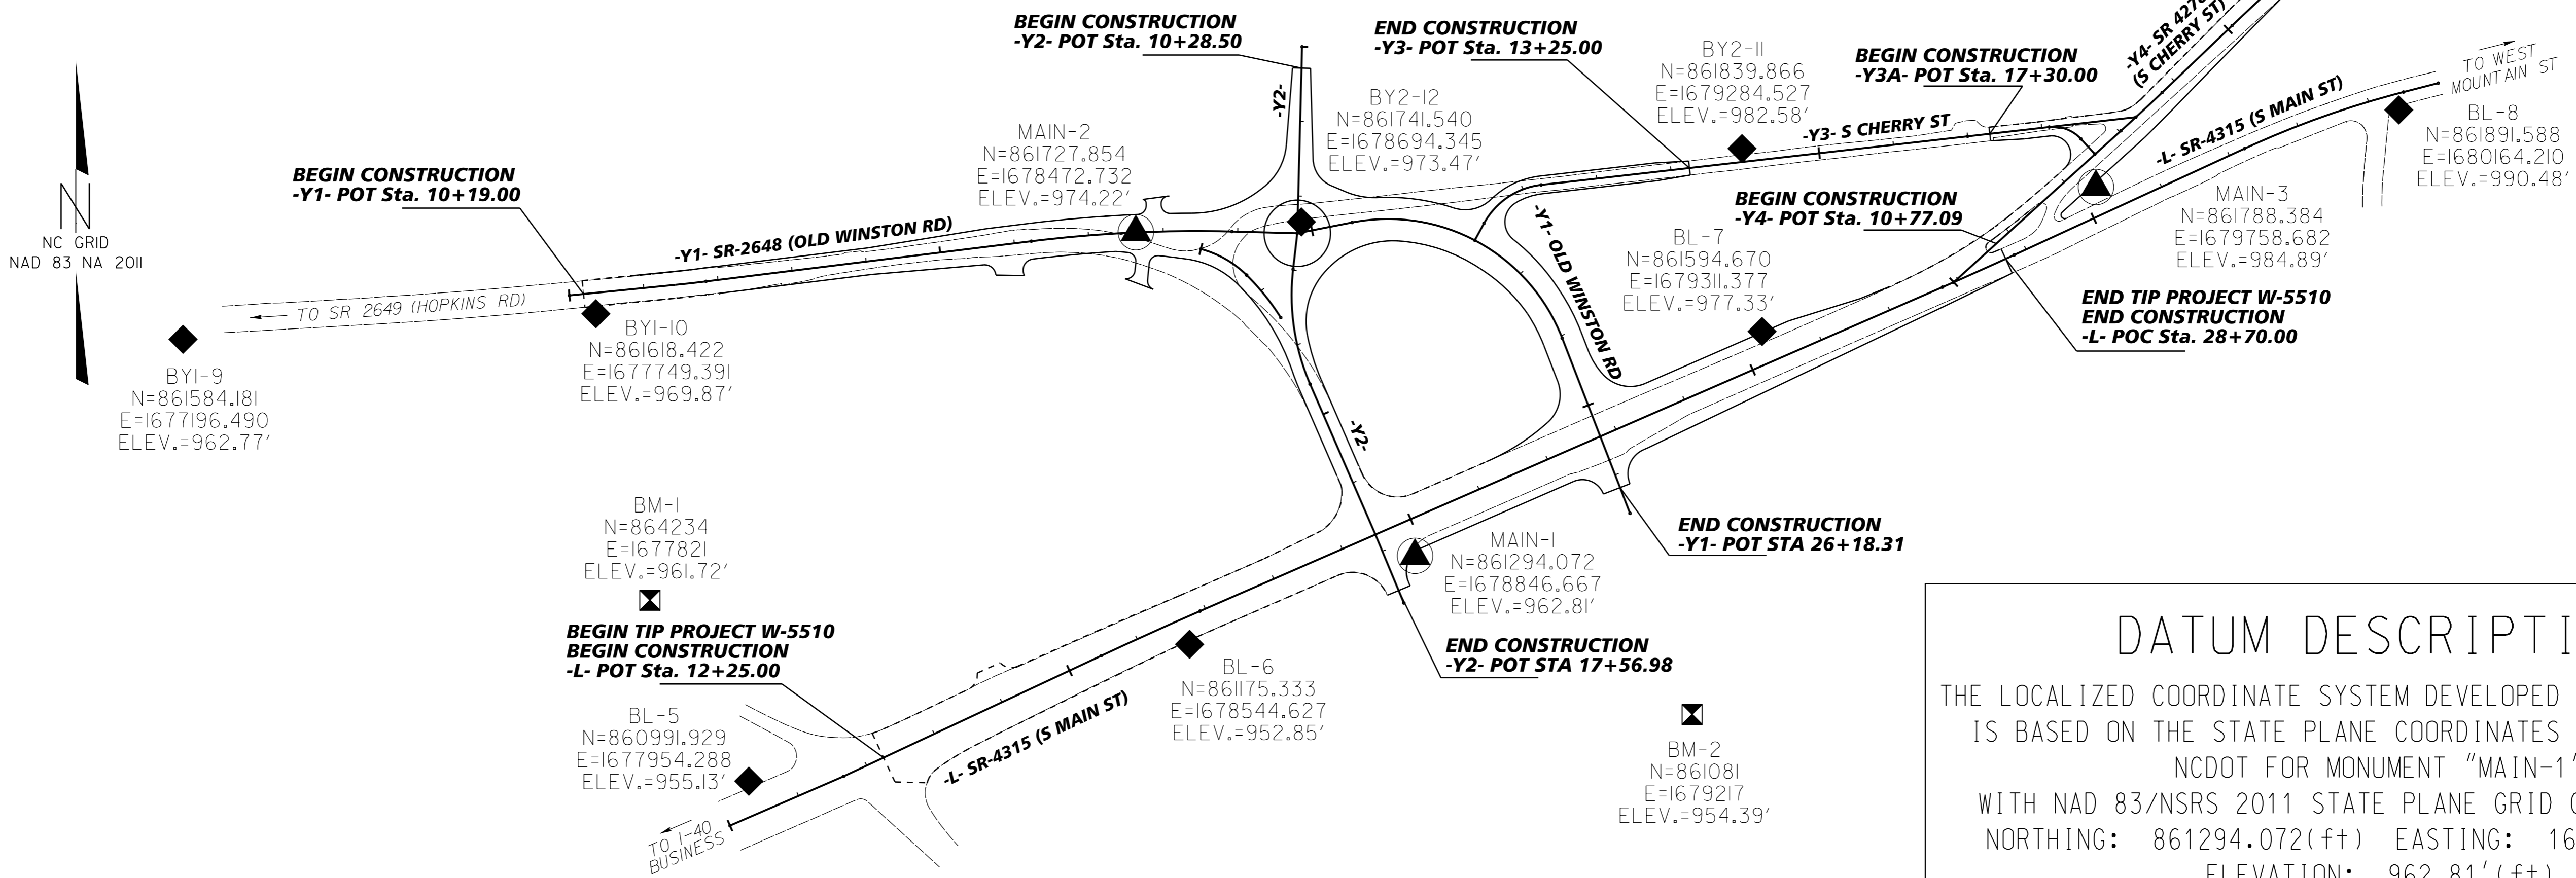 BEGIN CONSTRUCTION
-Y2- POT Sta. 10+28.50
END CONSTRUCTION
-Y3- POT Sta. 13+25.00
BY2-11
N=861839.866
E=1679284.527
ELEV.=982.58'
BEGIN CONSTRUCTION
-Y3A- POT Sta. 17+30.00
-Y4- SR
(S CHERRY ST)
TO WEST
MOUNTAIN ST
-Y2-
BY2-12
N=861741.540
E=1678694.345
ELEV.=973.47'
MAIN-2
N=861727.854
E=1678472.732
ELEV.=974.22'
-Y3- S CHERRY ST
-L- SR-4315 (S MAIN ST)
BL-8
N=861891.588
E=1680164.210
ELEV.=990.48'
BEGIN CONSTRUCTION
-Y1- POT Sta. 10+19.00
N
NC GRID
NAD 83 NA 2011
-Y1- SR-2648 (OLD WINSTON RD)
-Y1- OLD WINSTON RD
BEGIN CONSTRUCTION
-Y4- POT Sta. 10+77.09
MAIN-3
N=861788.384
E=1679758.682
ELEV.=984.89'
BL-7
N=861594.670
E=1679311.377
ELEV.=977.33'
TO SR 2649 (HOPKINS RD)
END TIP PROJECT W-5510
END CONSTRUCTION
-L- POC Sta. 28+70.00
BY1-10
N=861618.422
E=1677749.391
ELEV.=969.87'
BY1-9
N=861584.181
E=1677196.490
ELEV.=962.77'
-Y2-
BM-1
N=864234
E=1677821
ELEV.=961.72'
END CONSTRUCTION
-Y1- POT STA 26+18.31
MAIN-1
N=861294.072
E=1678846.667
ELEV.=962.81'
BEGIN TIP PROJECT W-5510
BEGIN CONSTRUCTION
-L- POT Sta. 12+25.00
END CONSTRUCTION
-Y2- POT STA 17+56.98
BL-6
N=861175.333
E=1678544.627
ELEV.=952.85'
-L- SR-4315 (S MAIN ST)
BL-5
N=860991.929
E=1677954.288
ELEV.=955.13'
BM-2
N=861081
E=1679217
ELEV.=954.39'
TO I-40
BUSINESS
DATUM DESCRIPTI
THE LOCALIZED COORDINATE SYSTEM DEVELOPED
IS BASED ON THE STATE PLANE COORDINATES
NCDOT FOR MONUMENT "MAIN-1"
WITH NAD 83/NSRS 2011 STATE PLANE GRID
NORTHING: 861294.072(ft) EASTING: 16
ELEVATION: 962.81'(ft)